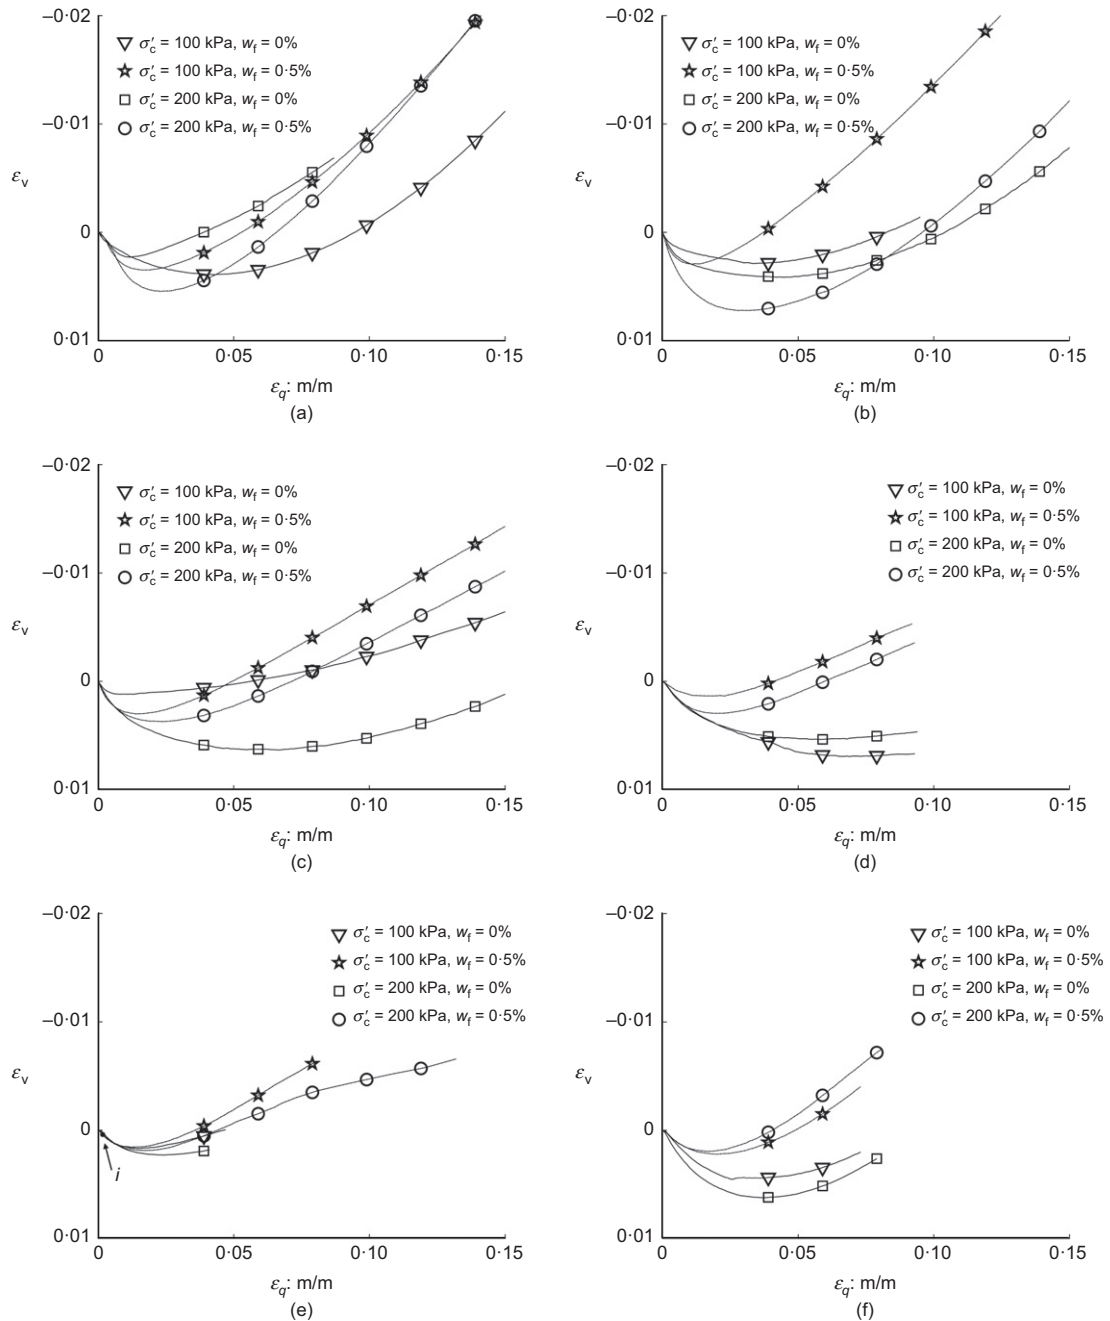 –0·02
σ′c = 100 kPa, wf = 0%
σ′c = 100 kPa, wf = 0·5%
σ′c = 200 kPa, wf = 0%
σ′c = 200 kPa, wf = 0·5%
–0·01
εv
0
0·01
0 0·05 0·10 0·15
εq: m/m
(a)
–0·02
σ′c = 100 kPa, wf = 0%
σ′c = 100 kPa, wf = 0·5%
σ′c = 200 kPa, wf = 0%
σ′c = 200 kPa, wf = 0·5%
–0·01
εv
0
0·01
0 0·05 0·10 0·15
εq: m/m
(b)
–0·02
σ′c = 100 kPa, wf = 0%
σ′c = 100 kPa, wf = 0·5%
σ′c = 200 kPa, wf = 0%
σ′c = 200 kPa, wf = 0·5%
–0·01
εv
0
0·01
0 0·05 0·10 0·15
εq: m/m
(c)
–0·02
σ′c = 100 kPa, wf = 0%
σ′c = 100 kPa, wf = 0·5%
σ′c = 200 kPa, wf = 0%
σ′c = 200 kPa, wf = 0·5%
–0·01
εv
0
0·01
0 0·05 0·10 0·15
εq: m/m
(d)
–0·02
σ′c = 100 kPa, wf = 0%
σ′c = 100 kPa, wf = 0·5%
σ′c = 200 kPa, wf = 0%
σ′c = 200 kPa, wf = 0·5%
–0·01
εv
0
i
0·01
0 0·05 0·10 0·15
εq: m/m
(e)
–0·02
σ′c = 100 kPa, wf = 0%
σ′c = 100 kPa, wf = 0·5%
σ′c = 200 kPa, wf = 0%
σ′c = 200 kPa, wf = 0·5%
–0·01
εv
0
0·01
0 0·05 0·10 0·15
εq: m/m
(f)